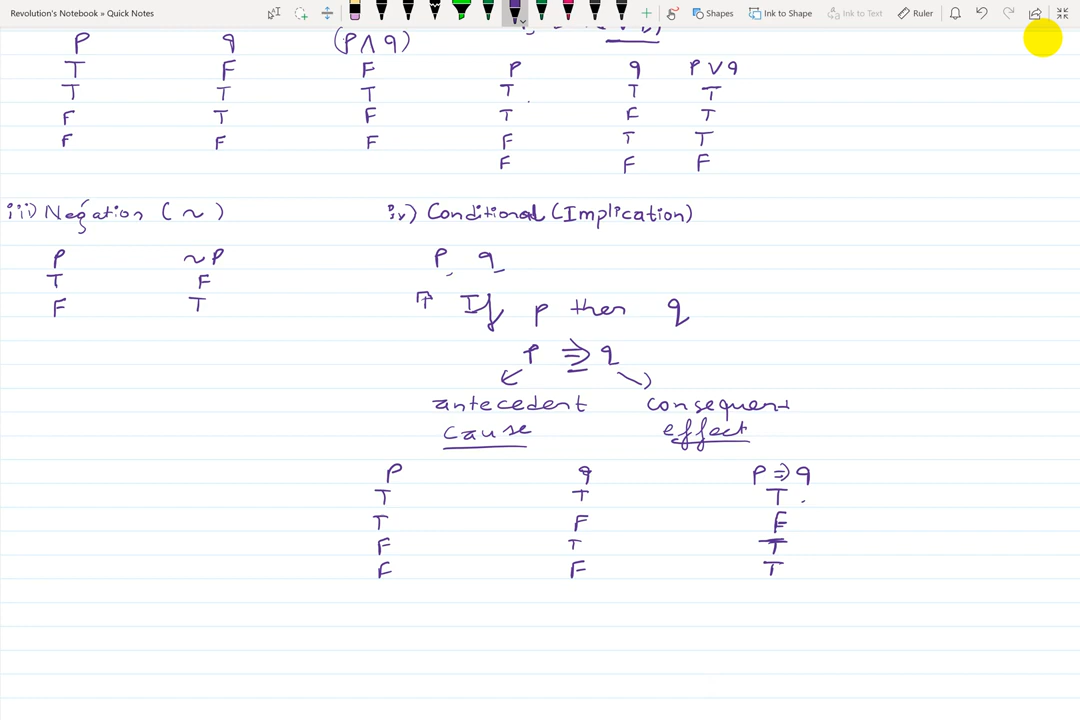 Revolution's Notebook » Quick Notes
Shapes Ink to Shape Ink to Text Ruler
P q (P ∧ q)
T F F
T T T
F T F
F F F
P q P ∨ q
T T T
T F T
F T T
F F F
iii) Negation ( ~ )
P ~P
T F
F T
iv) Conditional (Implication)
P q
If p then q
P ⇒ q
antecedent consequent
cause effect
P q P ⇒ q
T T T
T F F
F T T
F F T